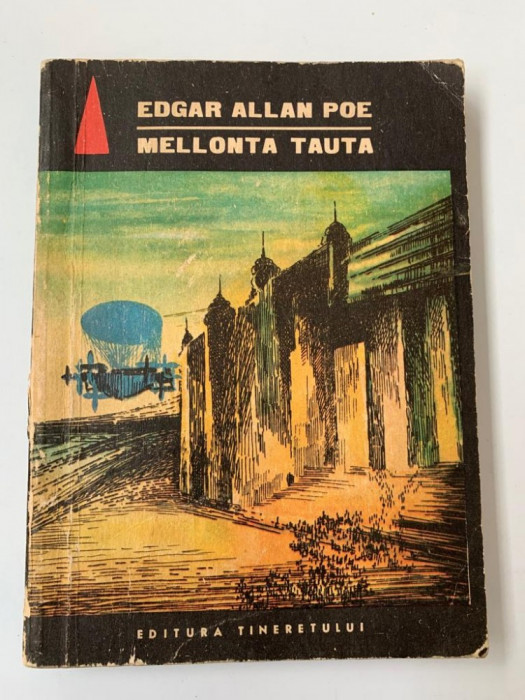 EDGAR ALLAN POE
MELLONTA TAUTA
EDITURA TINERETULUI